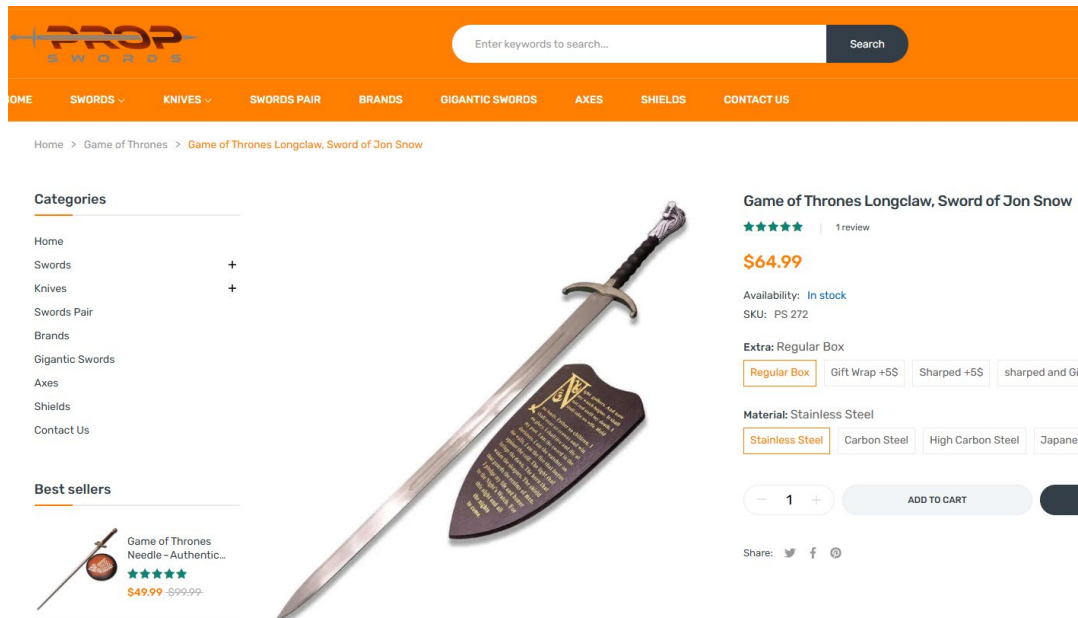 PROP
SWORDS
Enter keywords to search...
Search
OME
SWORDS
KNIVES
SWORDS PAIR
BRANDS
GIGANTIC SWORDS
AXES
SHIELDS
CONTACT US
Home > Game of Thrones > Game of Thrones Longclaw, Sword of Jon Snow
Categories
Home
Swords +
Knives +
Swords Pair
Brands
Gigantic Swords
Axes
Shields
Contact Us
Best sellers
Game of Thrones
Needle – Authentic...
$49.99 $99.99
Game of Thrones Longclaw, Sword of Jon Snow
1 review
$64.99
Availability: In stock
SKU: PS 272
Extra: Regular Box
Regular Box
Gift Wrap +5$
Sharped +5$
sharped and Gi
Material: Stainless Steel
Stainless Steel
Carbon Steel
High Carbon Steel
Japane
− 1 +
ADD TO CART
Share: